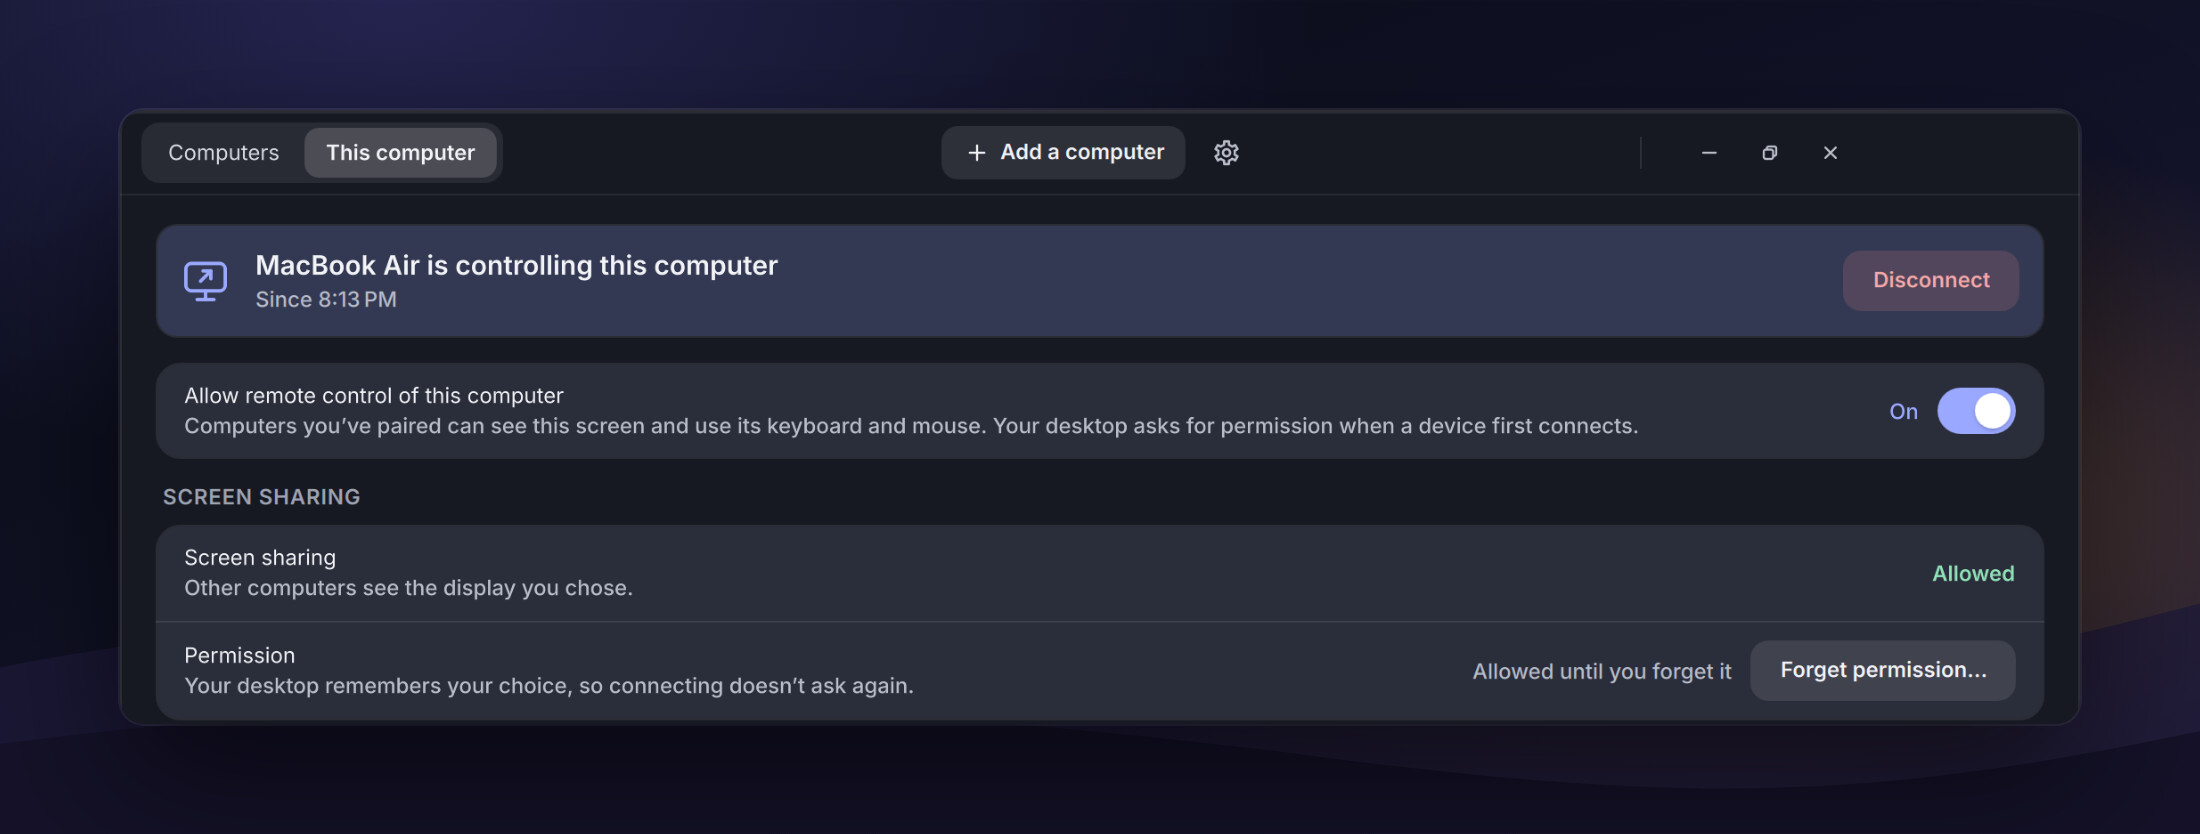 Computers
This computer
Add a computer
MacBook Air is controlling this computer
Since 8:13 PM
Disconnect
Allow remote control of this computer
Computers you’ve paired can see this screen and use its keyboard and mouse. Your desktop asks for permission when a device first connects.
On
SCREEN SHARING
Screen sharing
Other computers see the display you chose.
Allowed
Permission
Your desktop remembers your choice, so connecting doesn’t ask again.
Allowed until you forget it
Forget permission…